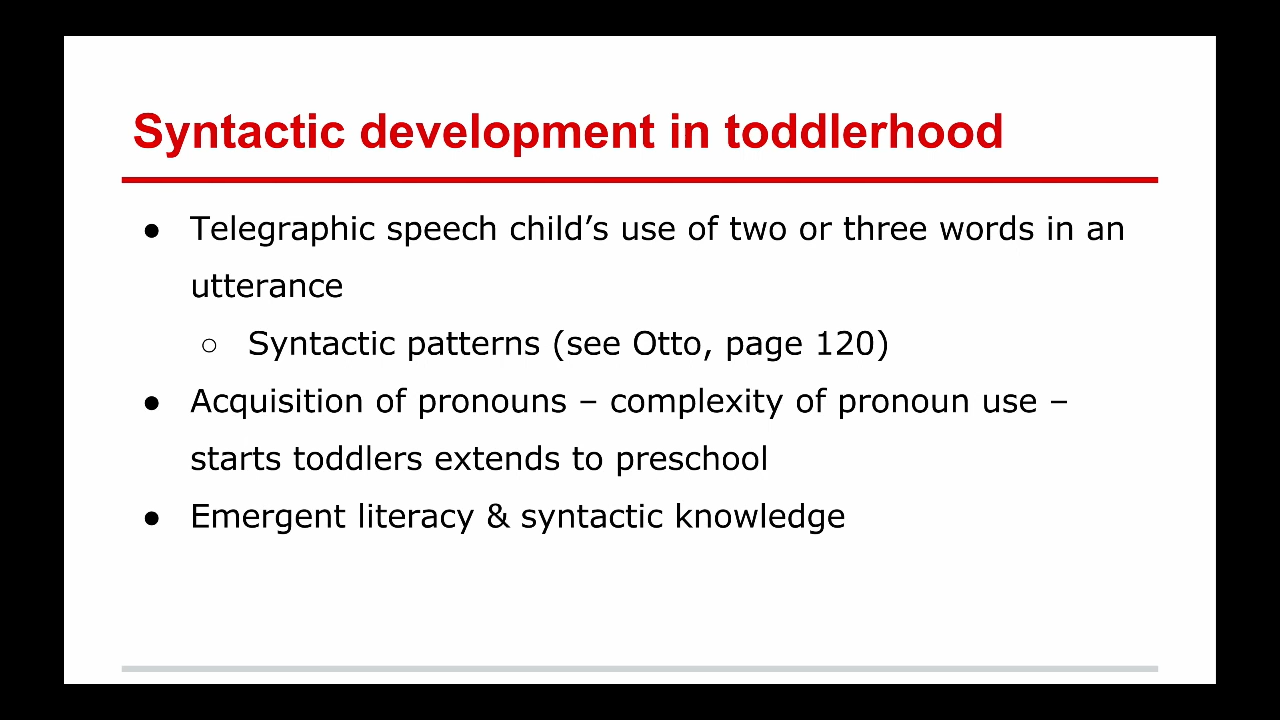 Syntactic development in toddlerhood
● Telegraphic speech child’s use of two or three words in an
utterance
○ Syntactic patterns (see Otto, page 120)
● Acquisition of pronouns – complexity of pronoun use –
starts toddlers extends to preschool
● Emergent literacy & syntactic knowledge